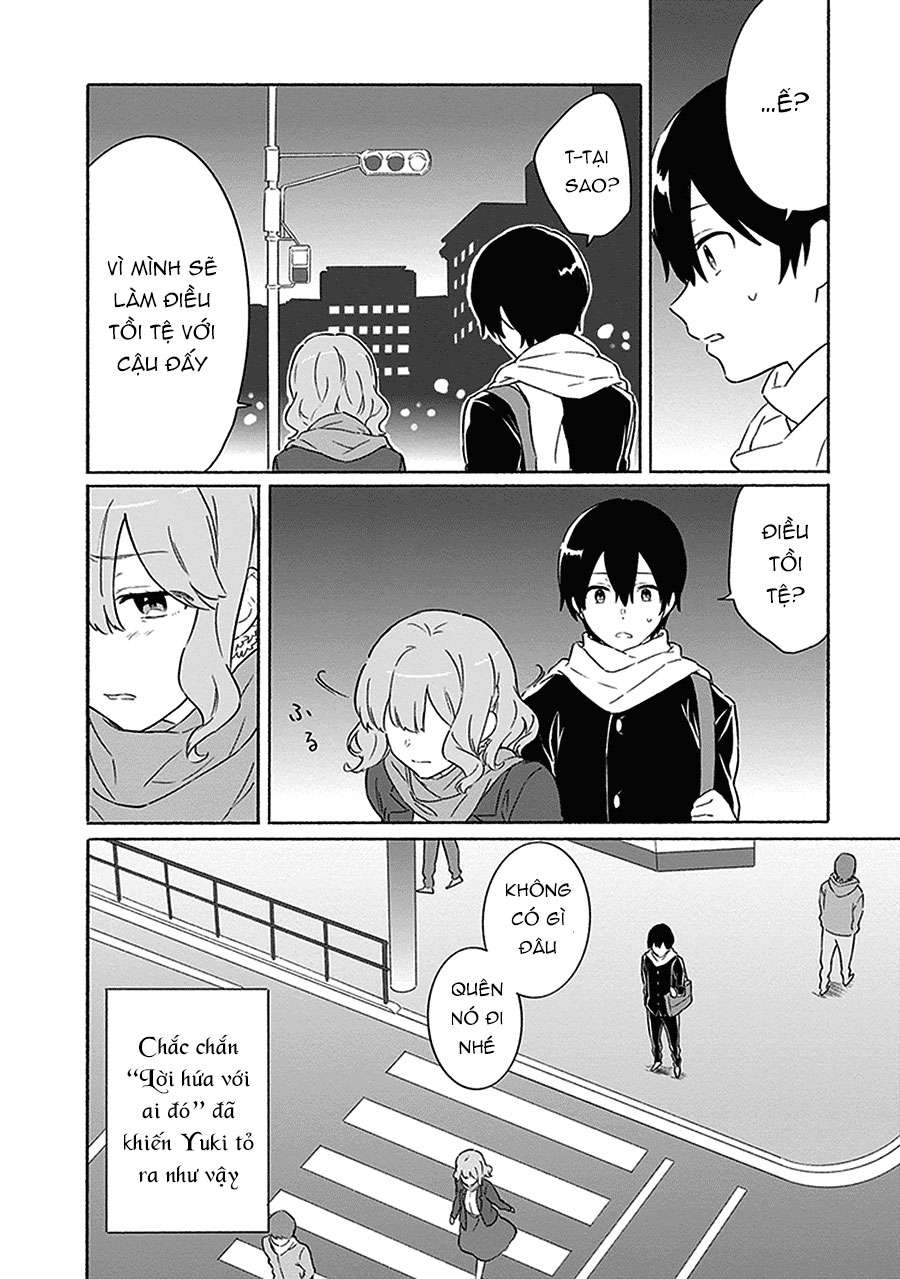 ...Ế?
T-TẠI
SAO?
VÌ MÌNH SẼ
LÀM ĐIỀU
TỒI TỆ VỚI
CẬU ĐẤY
ĐIỀU
TỒI
TỆ?
ふる
KHÔNG
CÓ GÌ
ĐÂU
QUÊN
NÓ ĐI
NHÉ
Chắc chắn
“Lời hứa với
ai đó” đã
khiến Yuki tỏ
ra như vậy